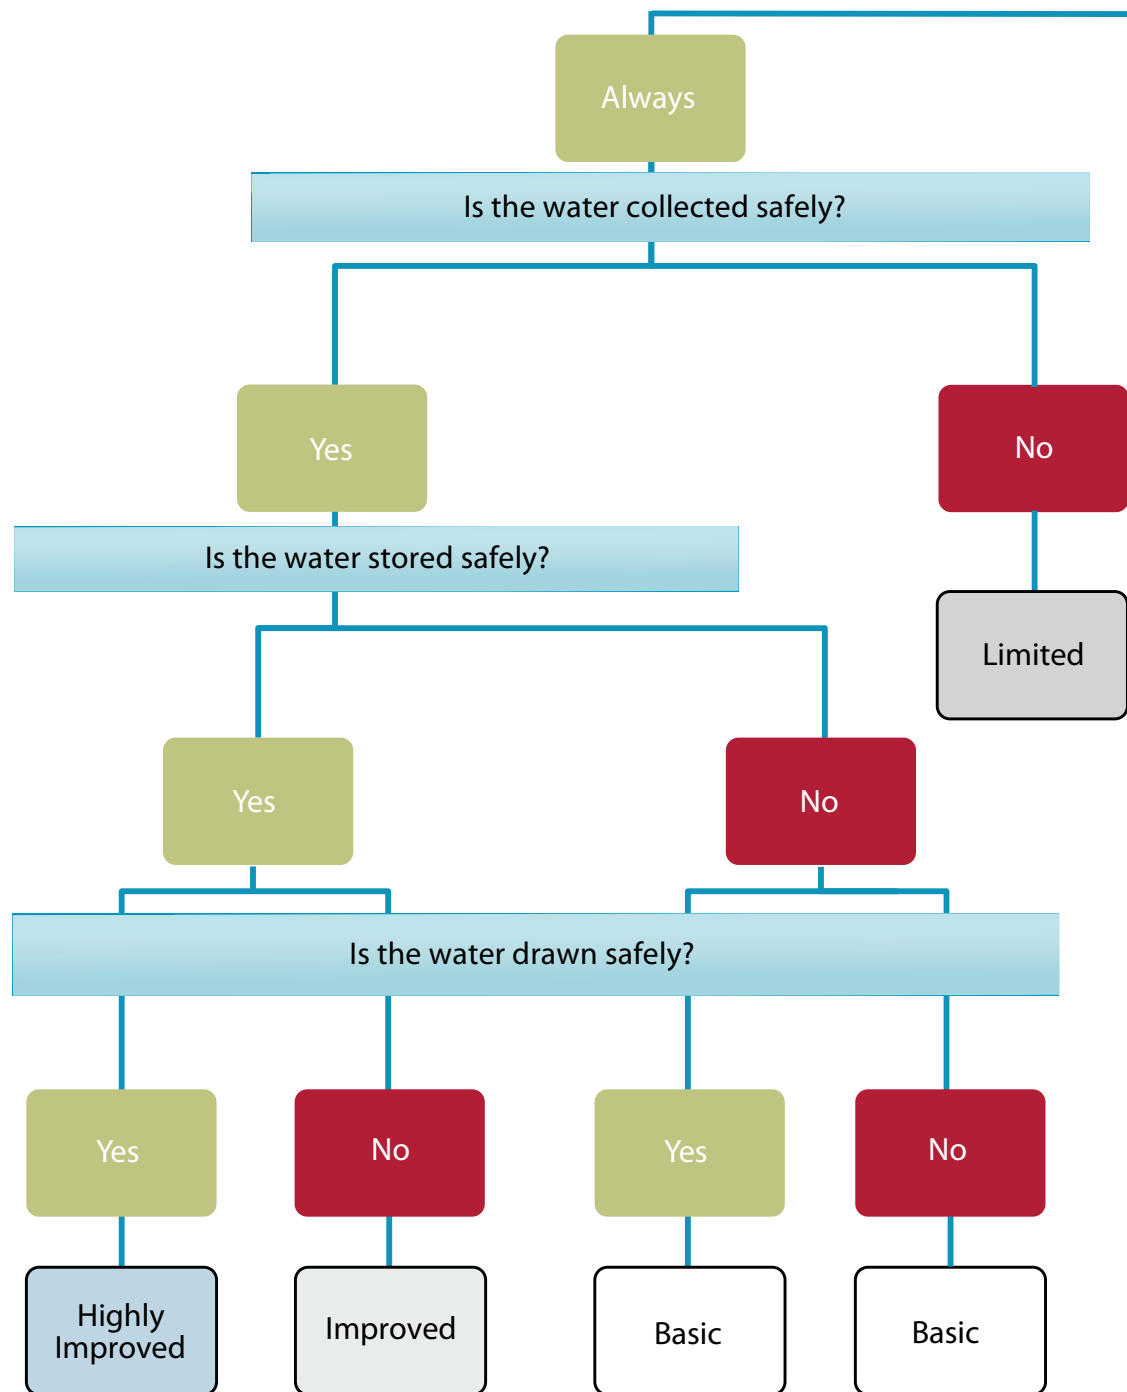 Always
Is the water collected safely?
Yes
No
Is the water stored safely?
Limited
Yes
No
Is the water drawn safely?
Yes
No
Yes
No
Highly
Improved
Improved
Basic
Basic